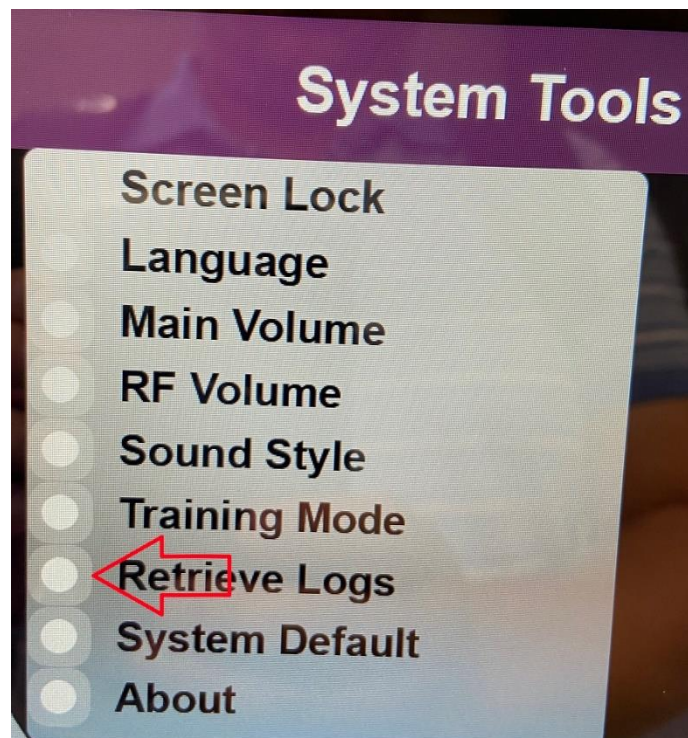 System Tools
Screen Lock
Language
Main Volume
RF Volume
Sound Style
Training Mode
Retrieve Logs
System Default
About